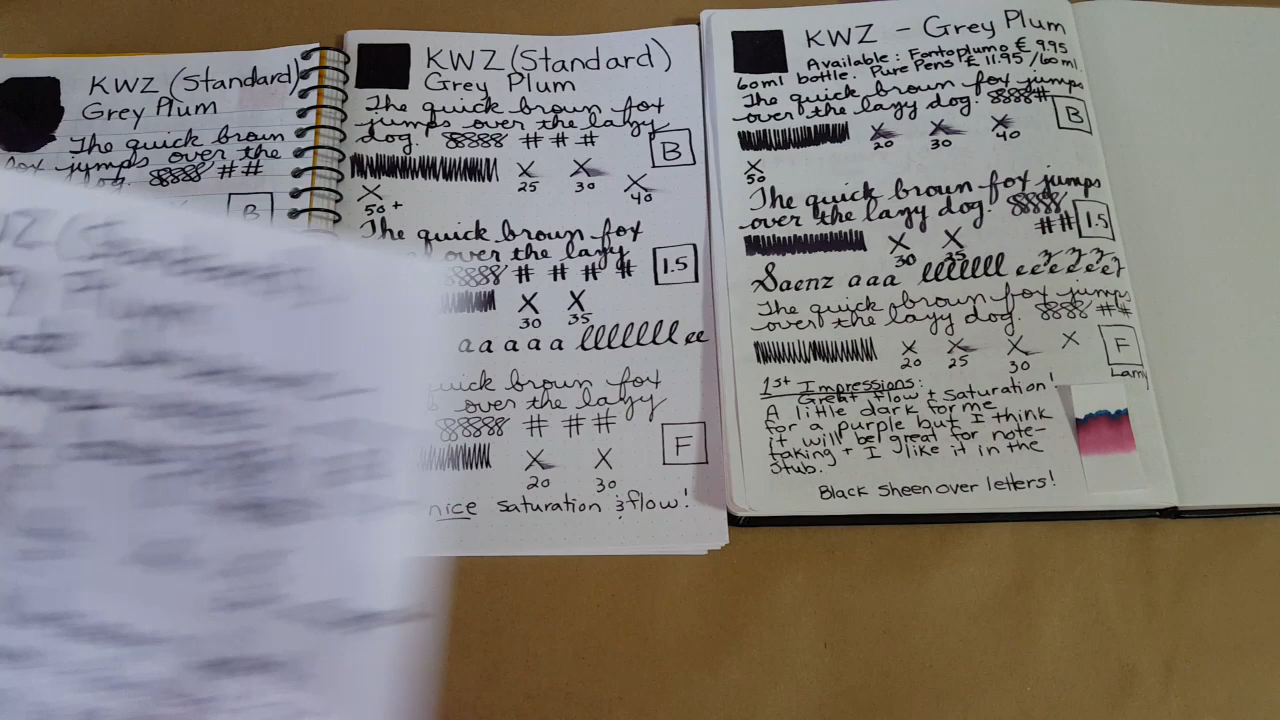 KWZ (Standard)
Grey Plum
The quick brown
fox jumps over the
dog. 8888 ##
B
KWZ (Standard)
Grey Plum
The quick brown fox
jumps over the lazy
dog. 88888 # # #
B
X X X
25 30 40
X
50+
The quick brown fox
over the lazy
8888 # # # #
1.5
X X
30 35
a a a a a lllllll ee
quick brown fox
over the lazy
88888 # # #
F
X X
20 30
nice saturation & flow!
KWZ - Grey Plum
Available: Fontoplumo € 9.95
60ml bottle. Pure Pens £ 11.95/60ml
The quick brown fox jumps
over the lazy dog. 8888#
B
X X X
20 30 40
X
50
The quick brown fox jumps
over the lazy dog. 8888
## 1.5
X X
30 35
Saenz aaa llllllll
The quick brown fox jumps
over the lazy dog. 8888 ##
F
X X X X
20 25 30
Lamy
1st Impressions:
Great flow + saturation!
A little dark for me
for a purple but I think
it will be great for note-
taking + I like it in the
Stub.
Black Sheen over letters!